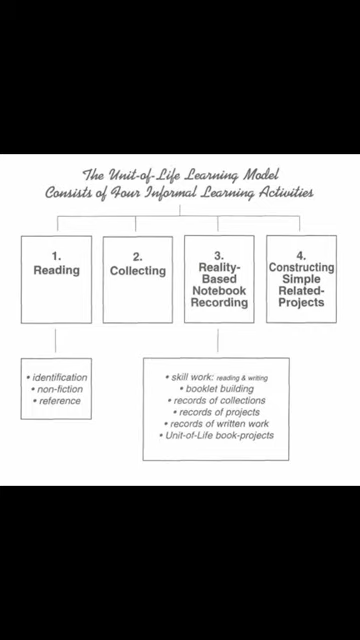 The Unit-of-Life Learning Model
Consists of Four Informal Learning Activities
1.
Reading
2.
Collecting
3.
Reality-
Based
Notebook
Recording
4.
Constructing
Simple
Related-
Projects
• identification
• non-fiction
• reference
• skill work: reading & writing
• booklet building
• records of collections
• records of projects
• records of written work
• Unit-of-Life book-projects